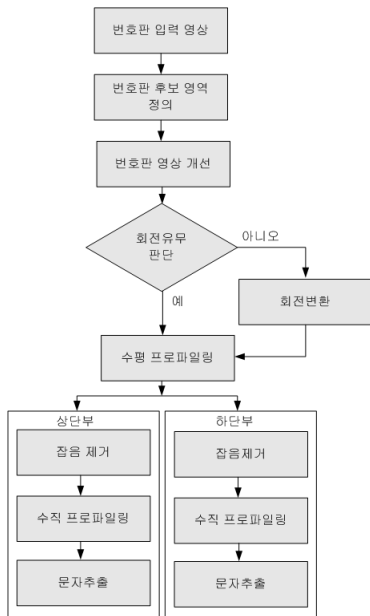 번호판 입력 영상
번호판 후보 영역
정의
번호판 영상 개선
회전유무
판단
아니오
예
회전변환
수평 프로파일링
상단부
잡음 제거
수직 프로파일링
문자추출
하단부
잡음제거
수직 프로파일링
문자추출